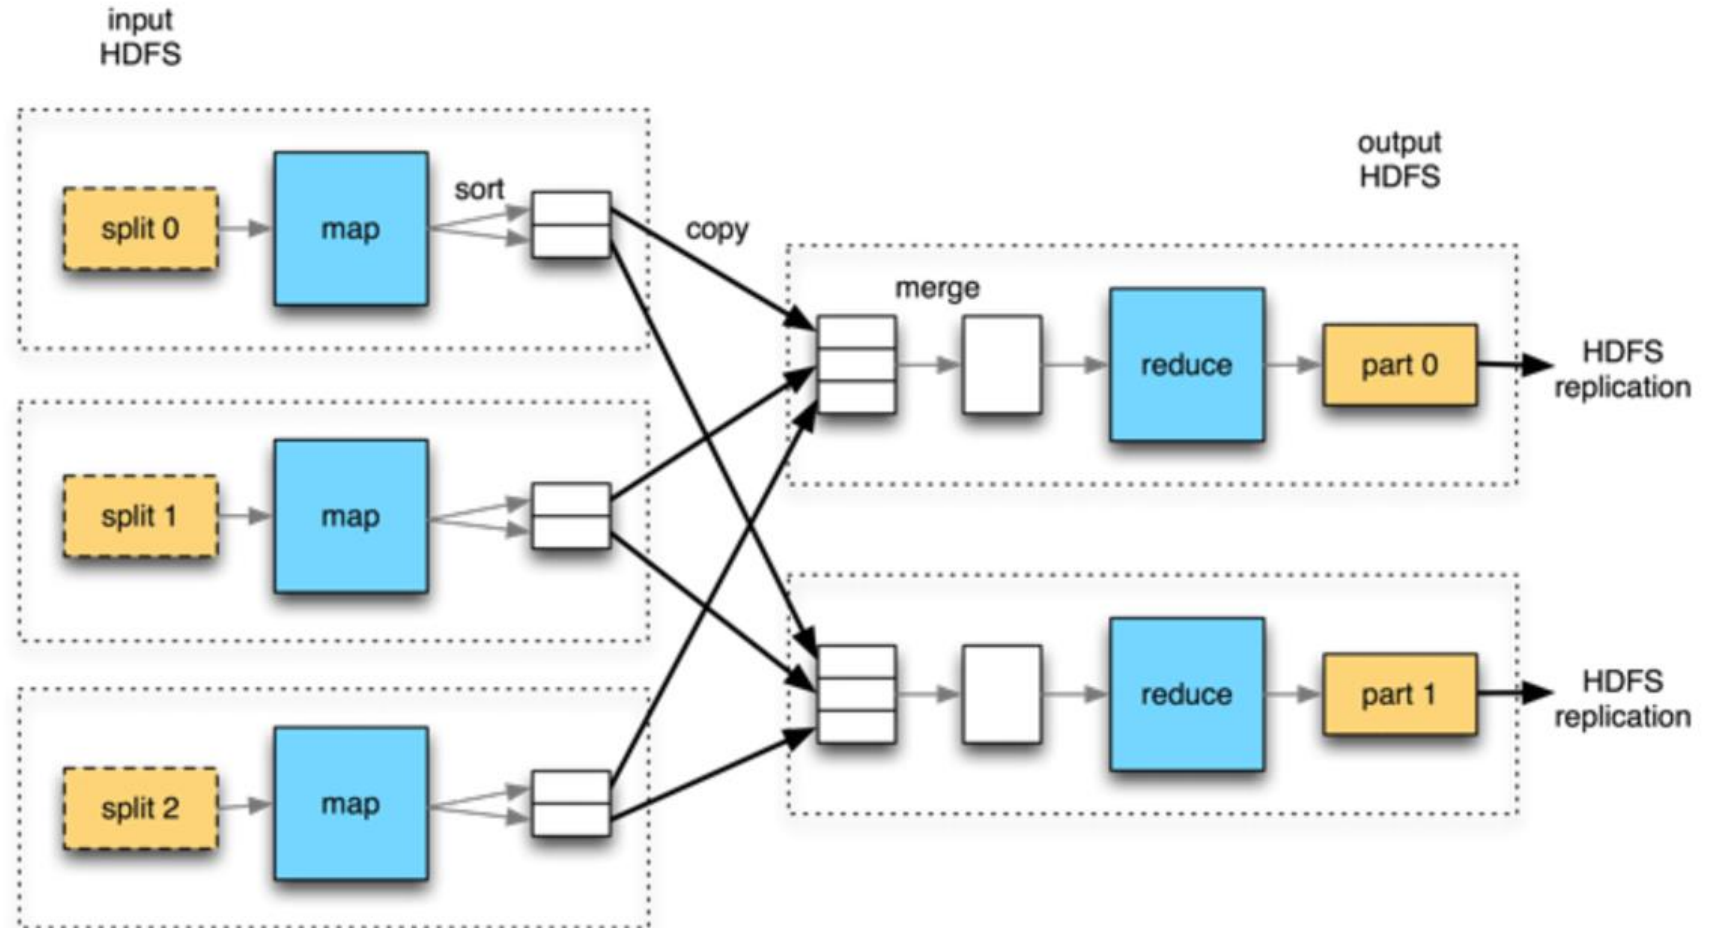 input
HDFS
split 0
map
sort
copy
split 1
map
split 2
map
output
HDFS
merge
reduce
part 0
HDFS
replication
reduce
part 1
HDFS
replication